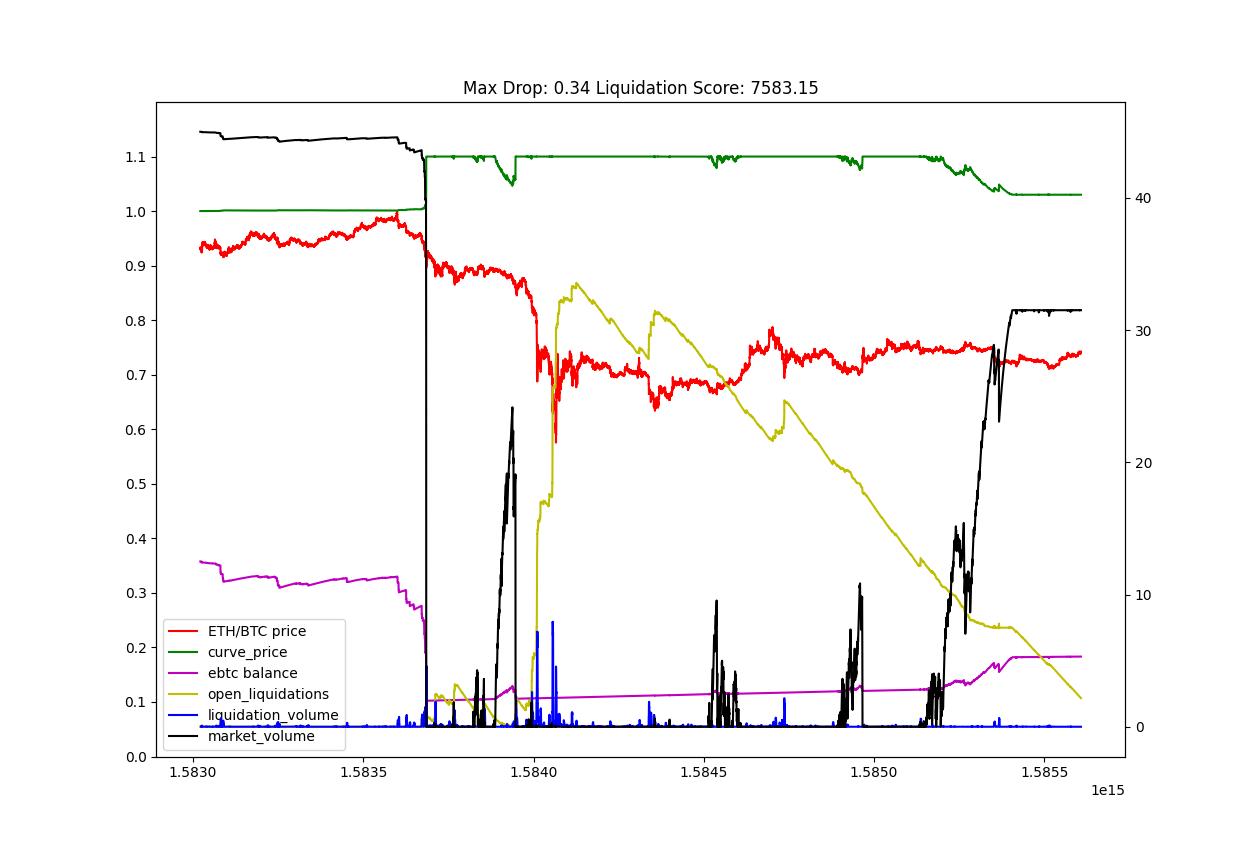 Max Drop: 0.34 Liquidation Score: 7583.15
1.1
1.0
0.9
0.8
0.7
0.6
0.5
0.4
0.3
0.2
0.1
0.0
40
30
20
10
0
ETH/BTC price
curve_price
ebtc balance
open_liquidations
liquidation_volume
market_volume
1.5830 1.5835 1.5840 1.5845 1.5850 1.5855
1e15